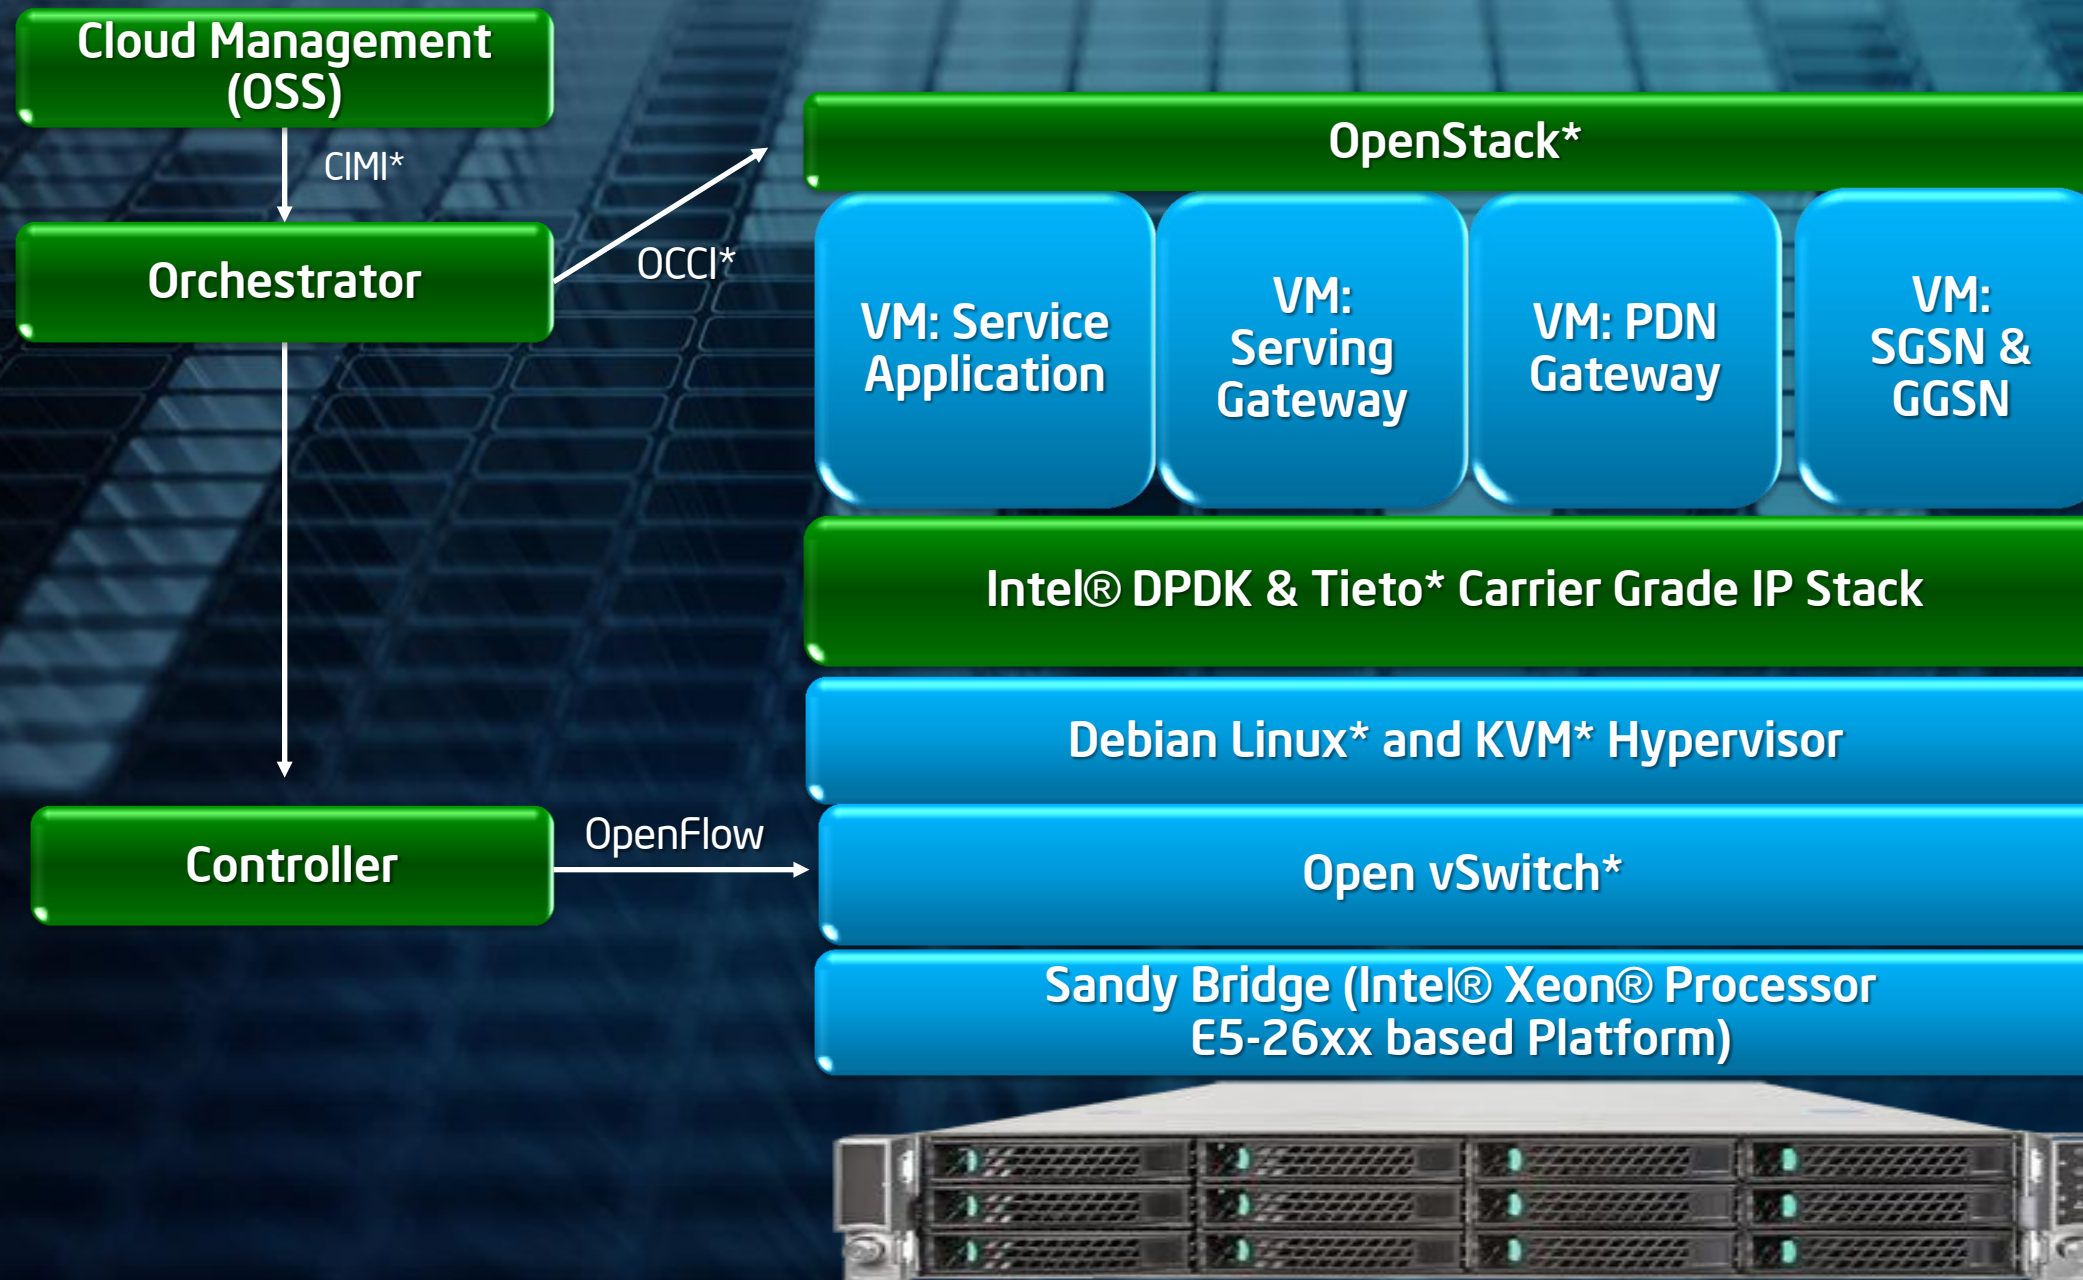 Cloud Management
(OSS)
CIMI*
Orchestrator
OCCI*
Controller
OpenFlow
OpenStack*
VM: Service
Application
VM:
Serving
Gateway
VM: PDN
Gateway
VM:
SGSN &
GGSN
Intel® DPDK & Tieto* Carrier Grade IP Stack
Debian Linux* and KVM* Hypervisor
Open vSwitch*
Sandy Bridge (Intel® Xeon® Processor
E5-26xx based Platform)